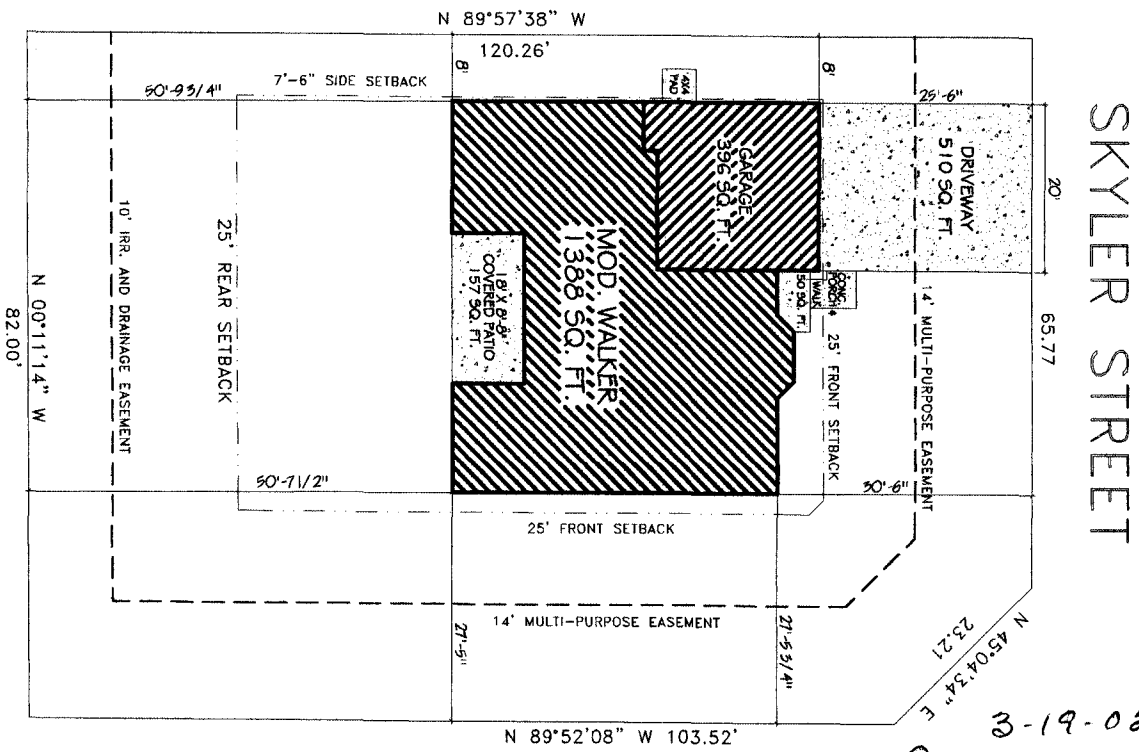 N 89°57'38" W
120.26'
8'
8'
7'-6" SIDE SETBACK
50'-9 3/4"
4X4
PAD
25'-6"
20'
DRIVEWAY
510 SQ. FT.
GARAGE
396 SQ. FT.
SKYLER STREET
65.77
14' MULTI-PURPOSE EASEMENT
25' FRONT SETBACK
CONC.
PORCH &
WALK
50 SQ. FT.
MOD. WALKER
1388 SQ. FT.
18' X 8'-8"
COVERED PATIO
157 SQ. FT.
25' REAR SETBACK
10' IRR. AND DRAINAGE EASEMENT
N 00°11'14" W
82.00'
50'-7 1/2"
30'-6"
25' FRONT SETBACK
14' MULTI-PURPOSE EASEMENT
27'-5"
27'-5 3/4"
N 45°04'34" E
23.21
N 89°52'08" W 103.52'
3-19-02